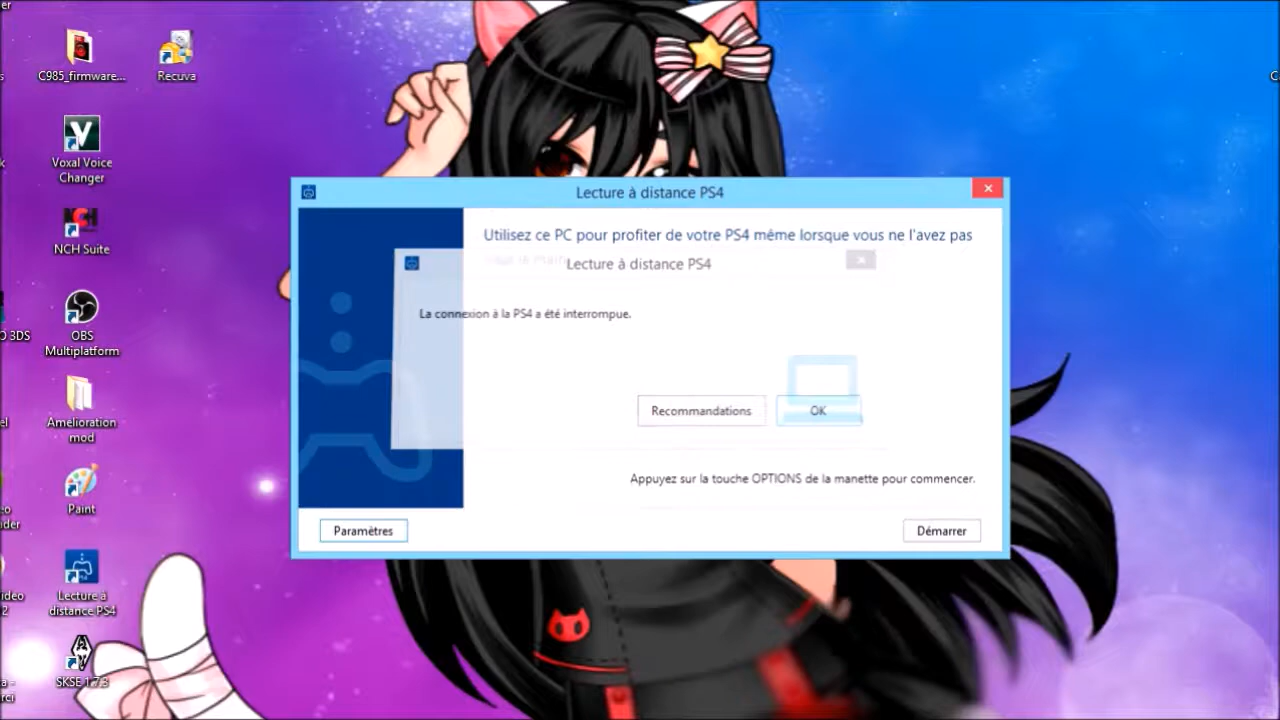 er
C985_firmware...
Recuva
Voxal Voice
Changer
NCH Suite
O 3DS
OBS
Multiplatform
Amelioration
mod
Paint
Lecture à
distance PS4
SKSE 1.7.3
Lecture à distance PS4
Utilisez ce PC pour profiter de votre PS4 même lorsque vous ne l'avez pas
Lecture à distance PS4
La connexion à la PS4 a été interrompue.
Recommandations
OK
Appuyez sur la touche OPTIONS de la manette pour commencer.
Paramètres
Démarrer